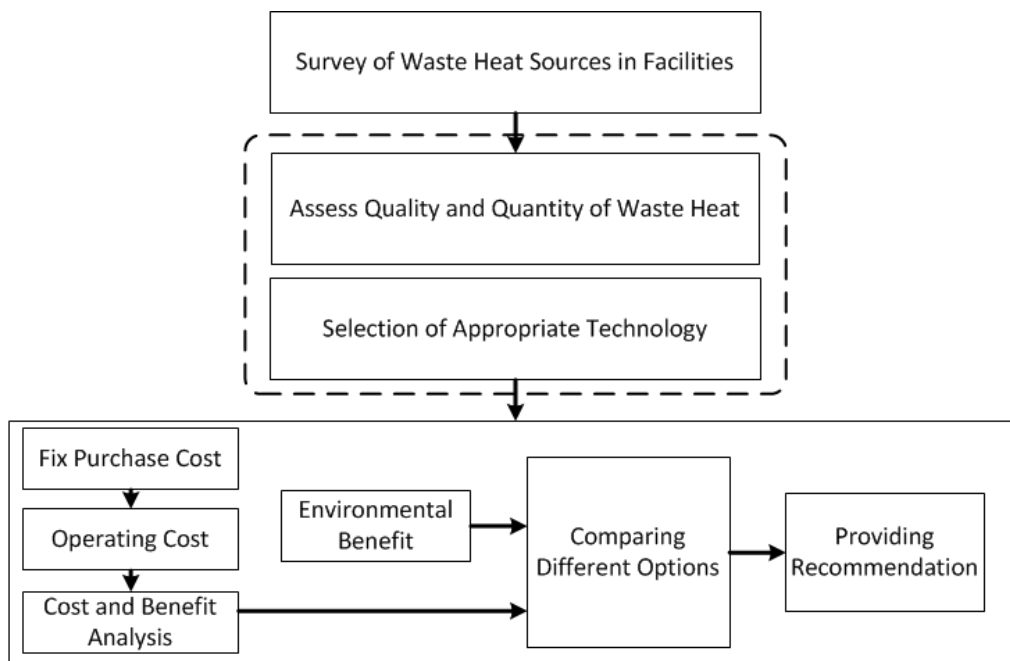 Survey of Waste Heat Sources in Facilities
Assess Quality and Quantity of Waste Heat
Selection of Appropriate Technology
Fix Purchase Cost
Operating Cost
Cost and Benefit
Analysis
Environmental
Benefit
Comparing
Different Options
Providing
Recommendation